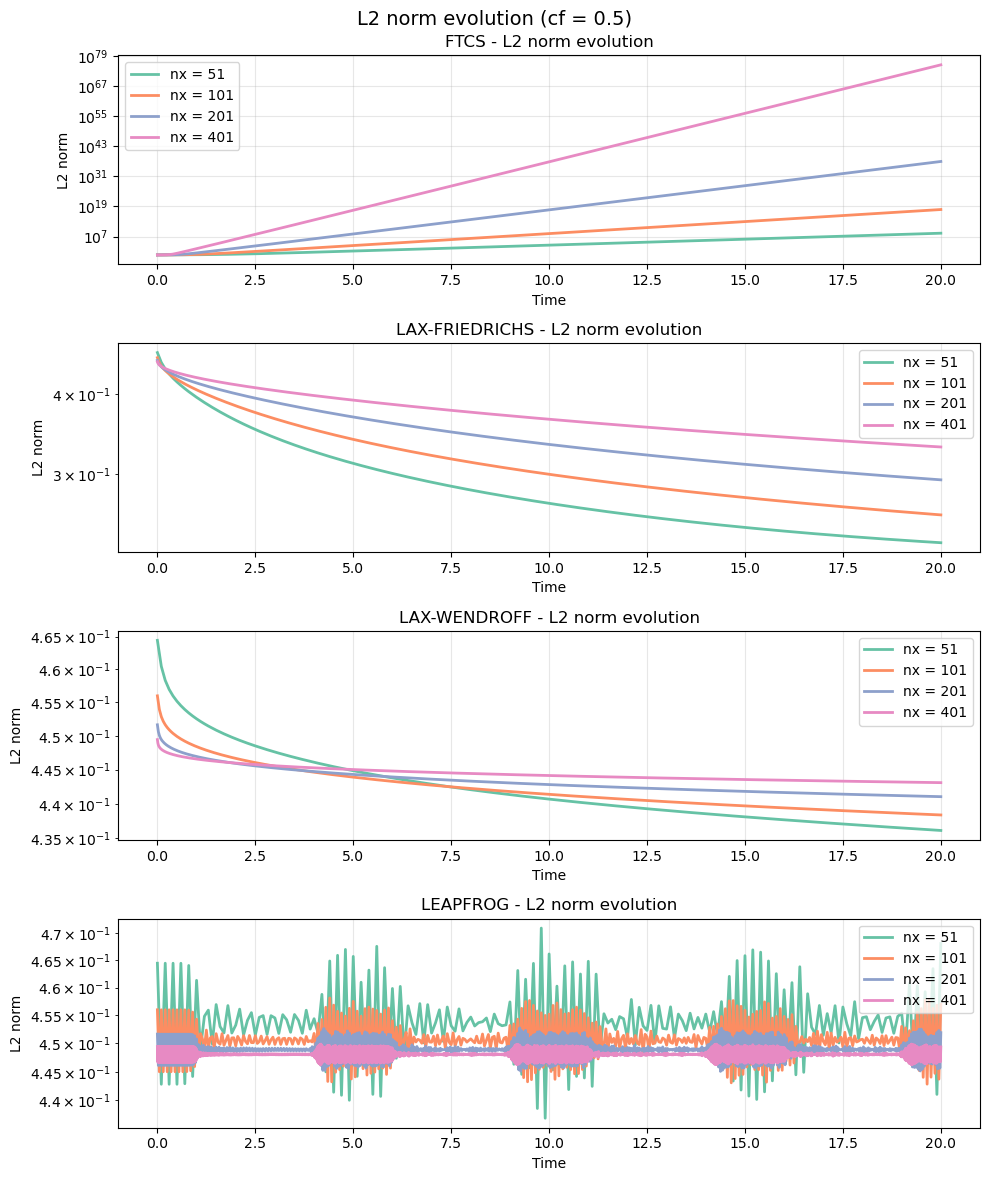 L2 norm evolution (cf = 0.5)
FTCS - L2 norm evolution
L2 norm
10^79
10^67
10^55
10^43
10^31
10^19
10^7
nx = 51
nx = 101
nx = 201
nx = 401
0.0 2.5 5.0 7.5 10.0 12.5 15.0 17.5 20.0
Time
LAX-FRIEDRICHS - L2 norm evolution
L2 norm
4 × 10^−1
3 × 10^−1
nx = 51
nx = 101
nx = 201
nx = 401
0.0 2.5 5.0 7.5 10.0 12.5 15.0 17.5 20.0
Time
LAX-WENDROFF - L2 norm evolution
L2 norm
4.65 × 10^−1
4.6 × 10^−1
4.55 × 10^−1
4.5 × 10^−1
4.45 × 10^−1
4.4 × 10^−1
4.35 × 10^−1
nx = 51
nx = 101
nx = 201
nx = 401
0.0 2.5 5.0 7.5 10.0 12.5 15.0 17.5 20.0
Time
LEAPFROG - L2 norm evolution
L2 norm
4.7 × 10^−1
4.65 × 10^−1
4.6 × 10^−1
4.55 × 10^−1
4.5 × 10^−1
4.45 × 10^−1
4.4 × 10^−1
nx = 51
nx = 101
nx = 201
nx = 401
0.0 2.5 5.0 7.5 10.0 12.5 15.0 17.5 20.0
Time